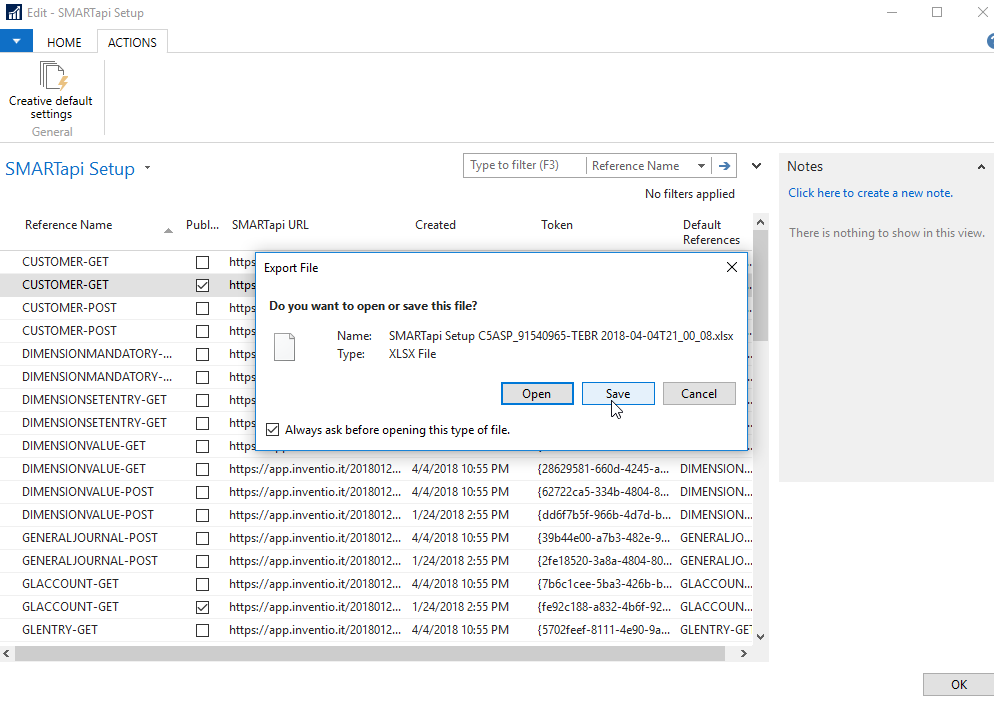 Edit - SMARTapi Setup
HOME
ACTIONS
Creative default
settings
General
SMARTapi Setup
Type to filter (F3)
Reference Name
No filters applied
Notes
Click here to create a new note.
There is nothing to show in this view.
Reference Name Publ... SMARTapi URL Created Token Default References
CUSTOMER-GET https
CUSTOMER-GET https
CUSTOMER-POST https
CUSTOMER-POST https
DIMENSIONMANDATORY-... https
DIMENSIONMANDATORY-... https
DIMENSIONSETENTRY-GET https
DIMENSIONSETENTRY-GET https
DIMENSIONVALUE-GET https
Export File
Do you want to open or save this file?
Name: SMARTapi Setup C5ASP_91540965-TEBR 2018-04-04T21_00_08.xlsx
Type: XLSX File
Open
Save
Cancel
Always ask before opening this type of file.
DIMENSIONVALUE-GET https://app.inventio.it/2018012... 4/4/2018 10:55 PM {28629581-660d-4245-a... DIMENSION...
DIMENSIONVALUE-POST https://app.inventio.it/2018012... 4/4/2018 10:55 PM {62722ca5-334b-4804-8... DIMENSION...
DIMENSIONVALUE-POST https://app.inventio.it/2018012... 1/24/2018 2:55 PM {dd6f7b5f-966b-4d7d-b... DIMENSION...
GENERALJOURNAL-POST https://app.inventio.it/2018012... 4/4/2018 10:55 PM {39b44e00-a7b3-482e-9... GENERALJO...
GENERALJOURNAL-POST https://app.inventio.it/2018012... 1/24/2018 2:55 PM {2fe18520-3a8a-4804-80... GENERALJO...
GLACCOUNT-GET https://app.inventio.it/2018012... 4/4/2018 10:55 PM {7b6c1cee-5ba3-426b-b... GLACCOUN...
GLACCOUNT-GET https://app.inventio.it/2018012... 1/24/2018 2:55 PM {fe92c188-a832-4b6f-92... GLACCOUN...
GLENTRY-GET https://app.inventio.it/2018012... 4/4/2018 10:55 PM {5702feef-8111-4e90-9a... GLENTRY-GET
OK